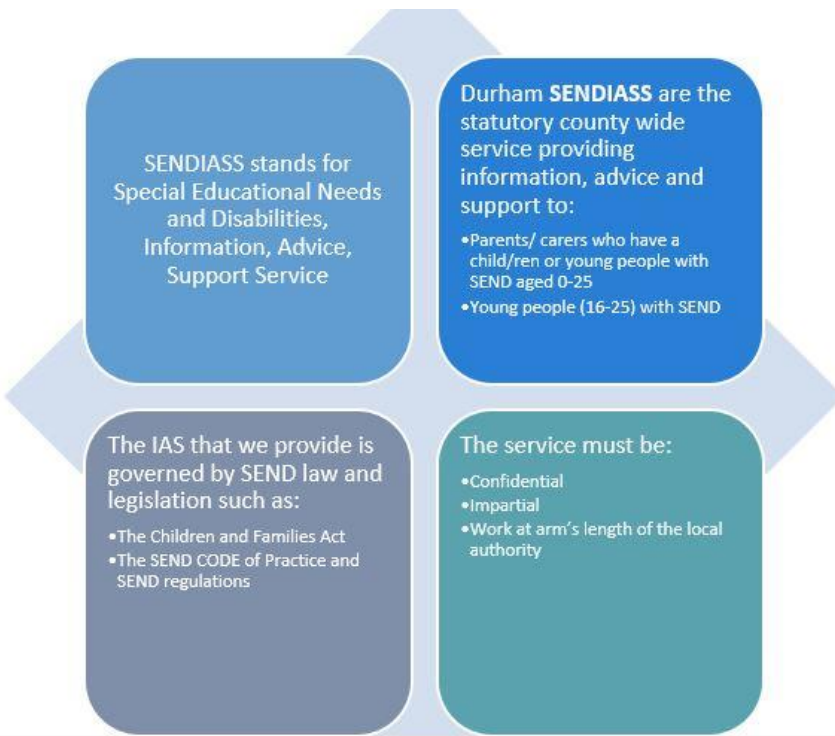 SENDIASS stands for
Special Educational Needs
and Disabilities,
Information, Advice,
Support Service
Durham SENDIASS are the
statutory county wide
service providing
information, advice and
support to:
•Parents/ carers who have a
child/ren or young people with
SEND aged 0-25
•Young people (16-25) with SEND
The IAS that we provide is
governed by SEND law and
legislation such as:
•The Children and Families Act
•The SEND CODE of Practice and
SEND regulations
The service must be:
•Confidential
•Impartial
•Work at arm's length of the local
authority